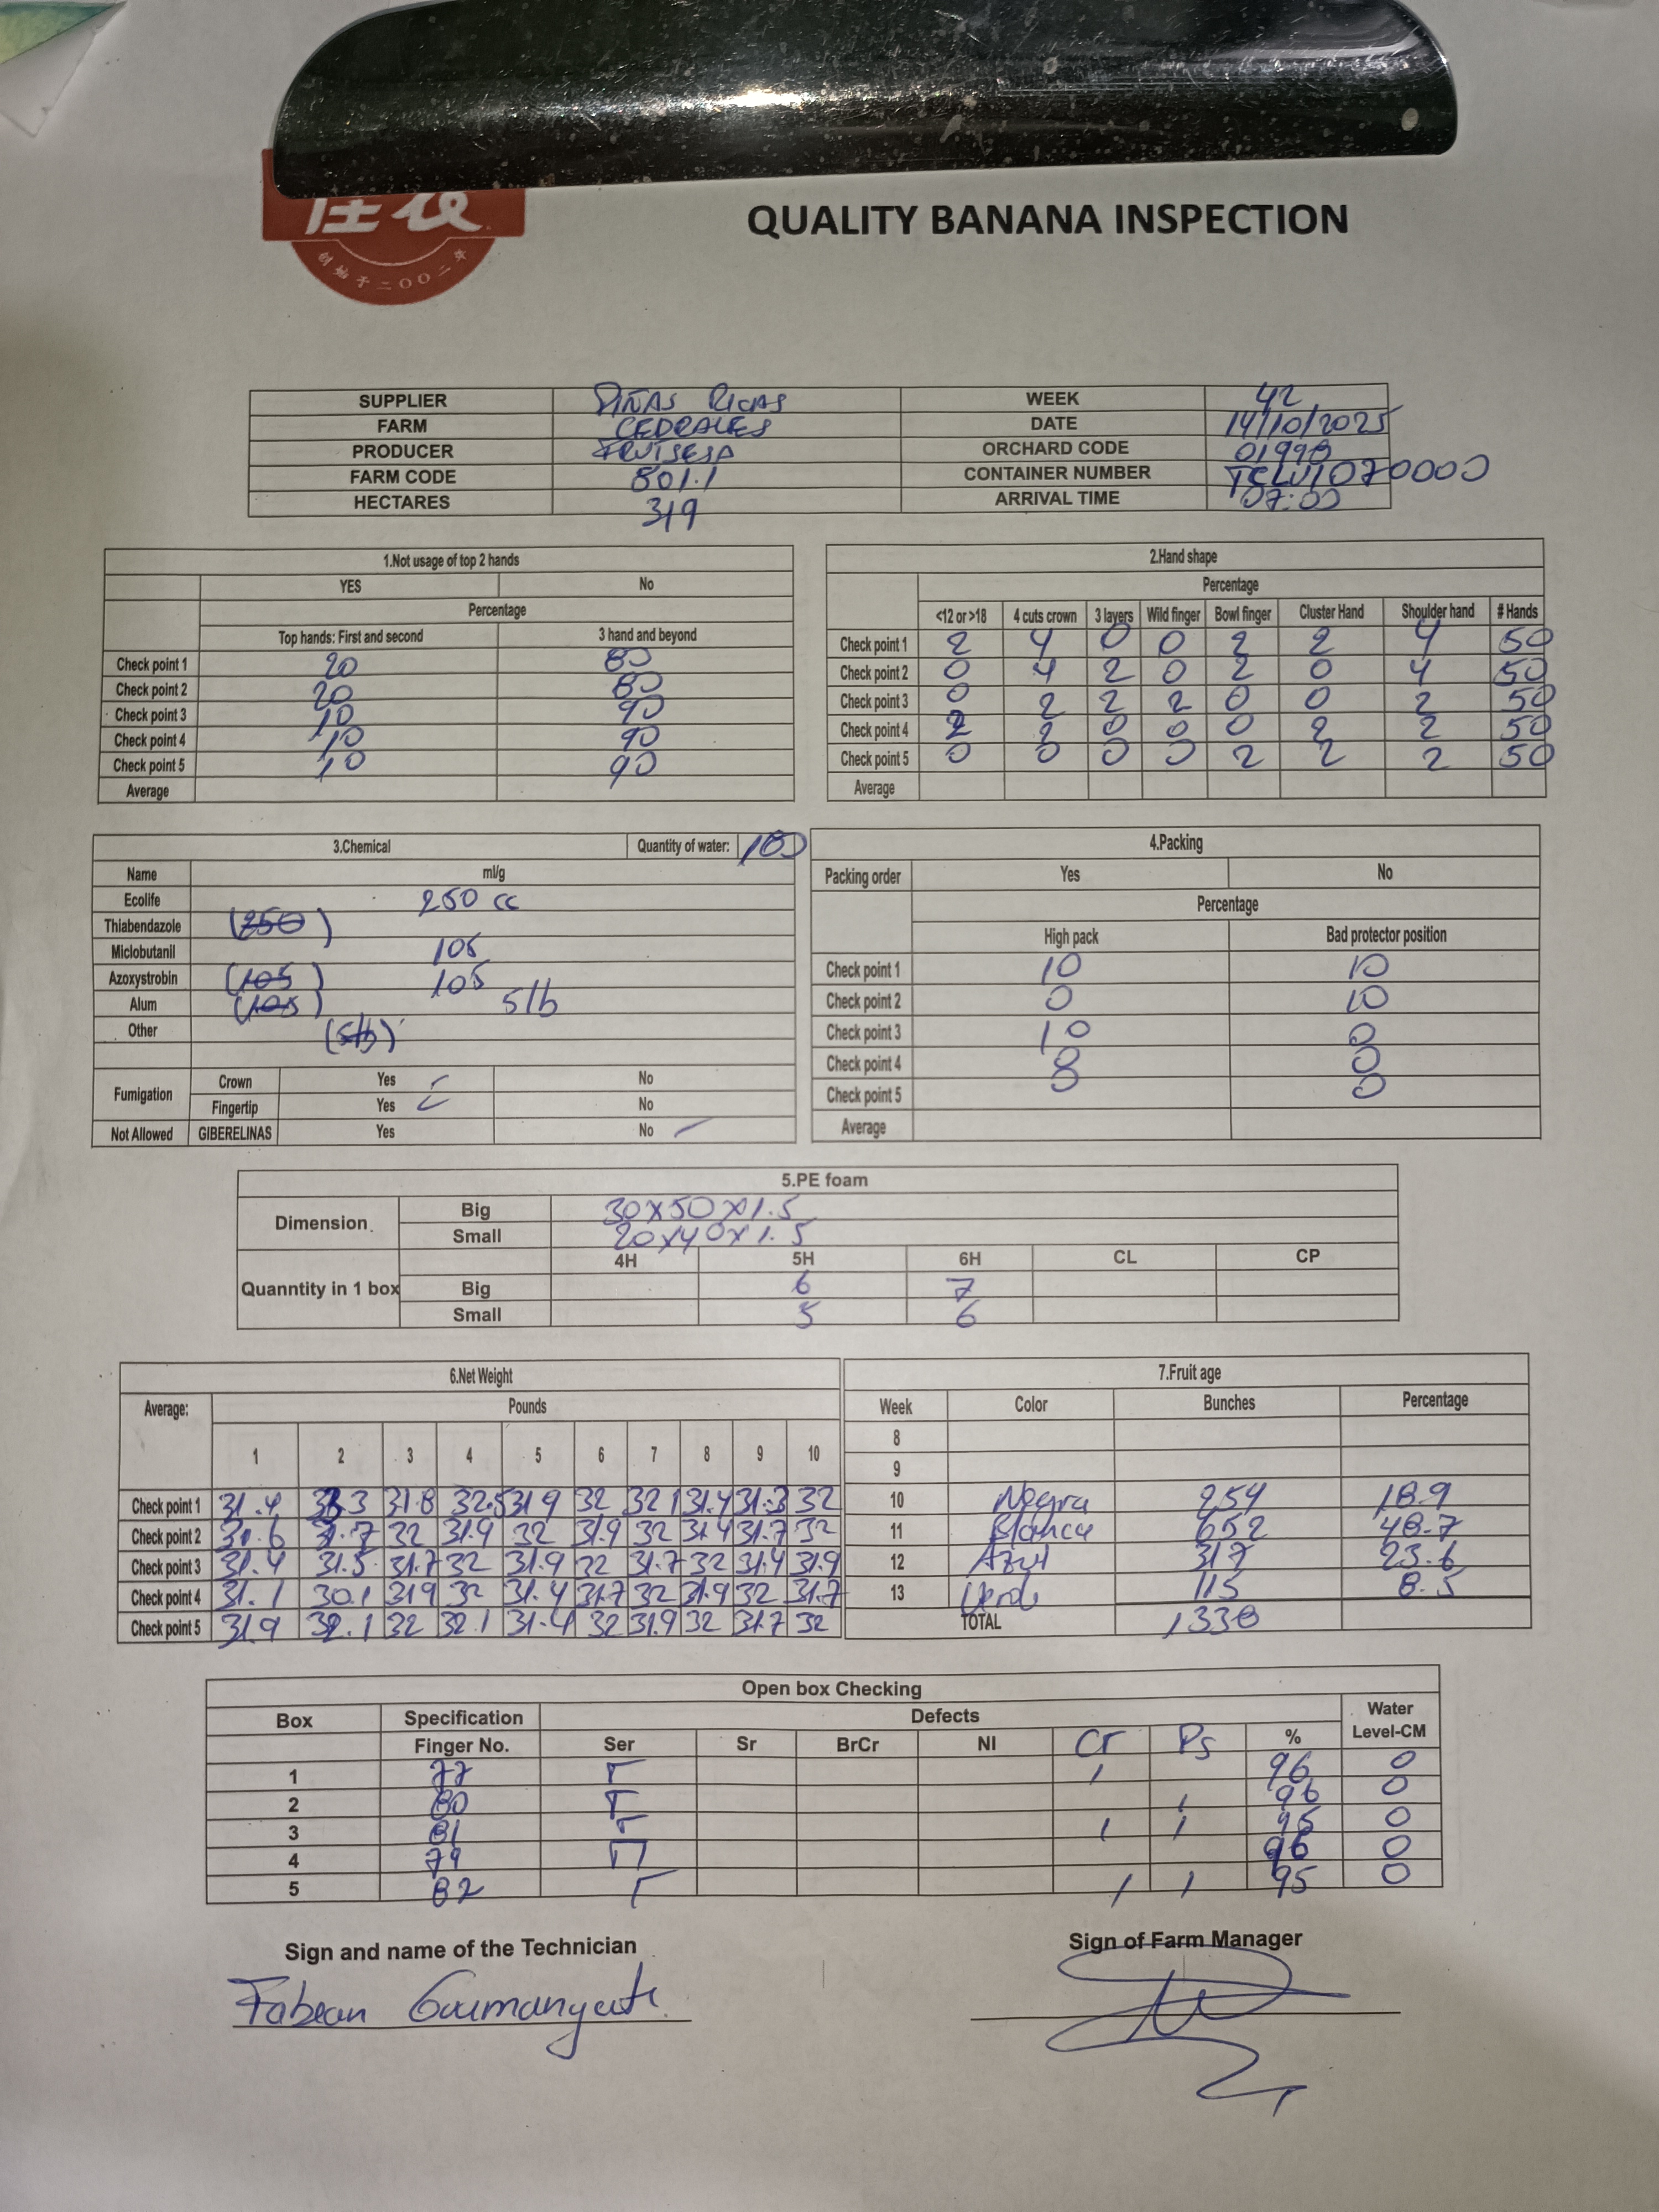 佳农
创始于二〇〇二年
QUALITY BANANA INSPECTION
SUPPLIER PIÑAS RICAS WEEK 42
FARM CEDRALES DATE 14/10/2025
PRODUCER FRUTSESA ORCHARD CODE 01998
FARM CODE 801.1 CONTAINER NUMBER
HECTARES 319 ARRIVAL TIME 07:00
1.Not usage of top 2 hands
YES No
Percentage
Top hands: First and second 3 hand and beyond
Check point 1 20 80
Check point 2 20 80
Check point 3 10 90
Check point 4 10 90
Check point 5 10 90
Average
2.Hand shape
Percentage
<12 or >18 4 cuts crown 3 layers Wild finger Bowl finger Cluster Hand Shoulder hand # Hands
Check point 1 2 4 0 0 2 2 4 50
Check point 2 0 4 2 0 2 0 4 50
Check point 3 0 2 2 2 0 0 2 50
Check point 4 2 2 0 0 0 2 2 50
Check point 5 0 0 0 0 2 2 2 50
Average
3.Chemical Quantity of water: 100
Name ml/g
Ecolife 250 cc
Thiabendazole (250)
Miclobutanil 105
Azoxystrobin (105) 105
Alum (105) 5lb
Other (5lb)
Fumigation Crown Yes No
Fingertip Yes No
Not Allowed GIBERELINAS Yes No
4.Packing
Packing order Yes No
Percentage
High pack Bad protector position
Check point 1 10 10
Check point 2 0 10
Check point 3 10 0
Check point 4 0 0
Check point 5 0 0
Average
5.PE foam
Dimension Big 30x50x1.5
Small 20x40x1.5
4H 5H 6H CL CP
Quanntity in 1 box Big 6 7
Small 5 6
6.Net Weight
Average: Pounds
1 2 3 4 5 6 7 8 9 10
Check point 1 31.4 31.8 32.5 31.9 32 32.1 31.4 31.3 32
Check point 2 31.6 31.7 32 31.9 32 31.9 32 31.4 31.7 32
Check point 3 31.4 31.5 31.7 32 31.9 32 31.7 32 31.4 31.9
Check point 4 31.1 30.1 319 32 31.4 31.7 32 31.9 32 31.7
Check point 5 31.9 32.1 32 32.1 31.4 32 31.9 32 31.7 32
7.Fruit age
Week Color Bunches Percentage
8
9
10 Negra 254 18.9
11 Blanca 652 48.7
12 Azul 317 23.6
13 Verde 115 8.5
TOTAL 1338
Open box Checking
Box Specification Defects Water
Finger No. Ser Sr BrCr NI Cr Ps % Level-CM
1 77 1 96 0
2 80 1 96 0
3 81 1 1 95 0
4 79 96 0
5 82 1 1 95 0
Sign and name of the Technician Sign of Farm Manager
Fabean